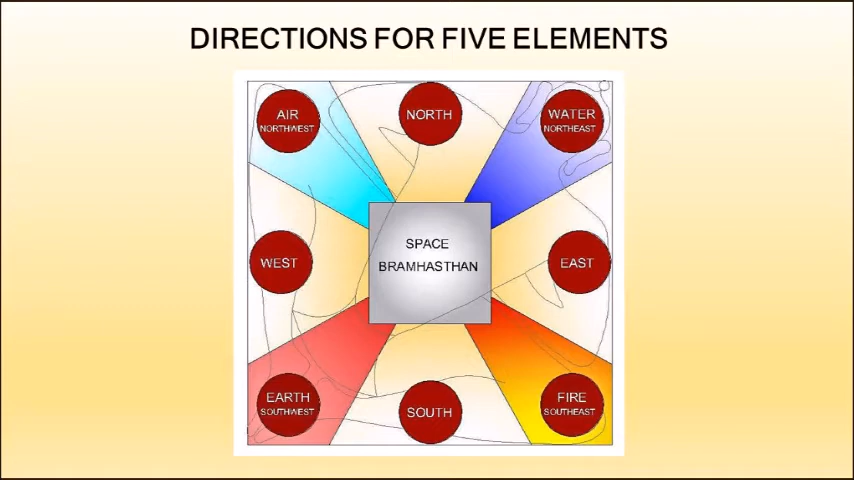 DIRECTIONS FOR FIVE ELEMENTS
AIR
NORTHWEST
NORTH
WATER
NORTHEAST
SPACE
BRAMHASTHAN
WEST
EAST
EARTH
SOUTHWEST
SOUTH
FIRE
SOUTHEAST